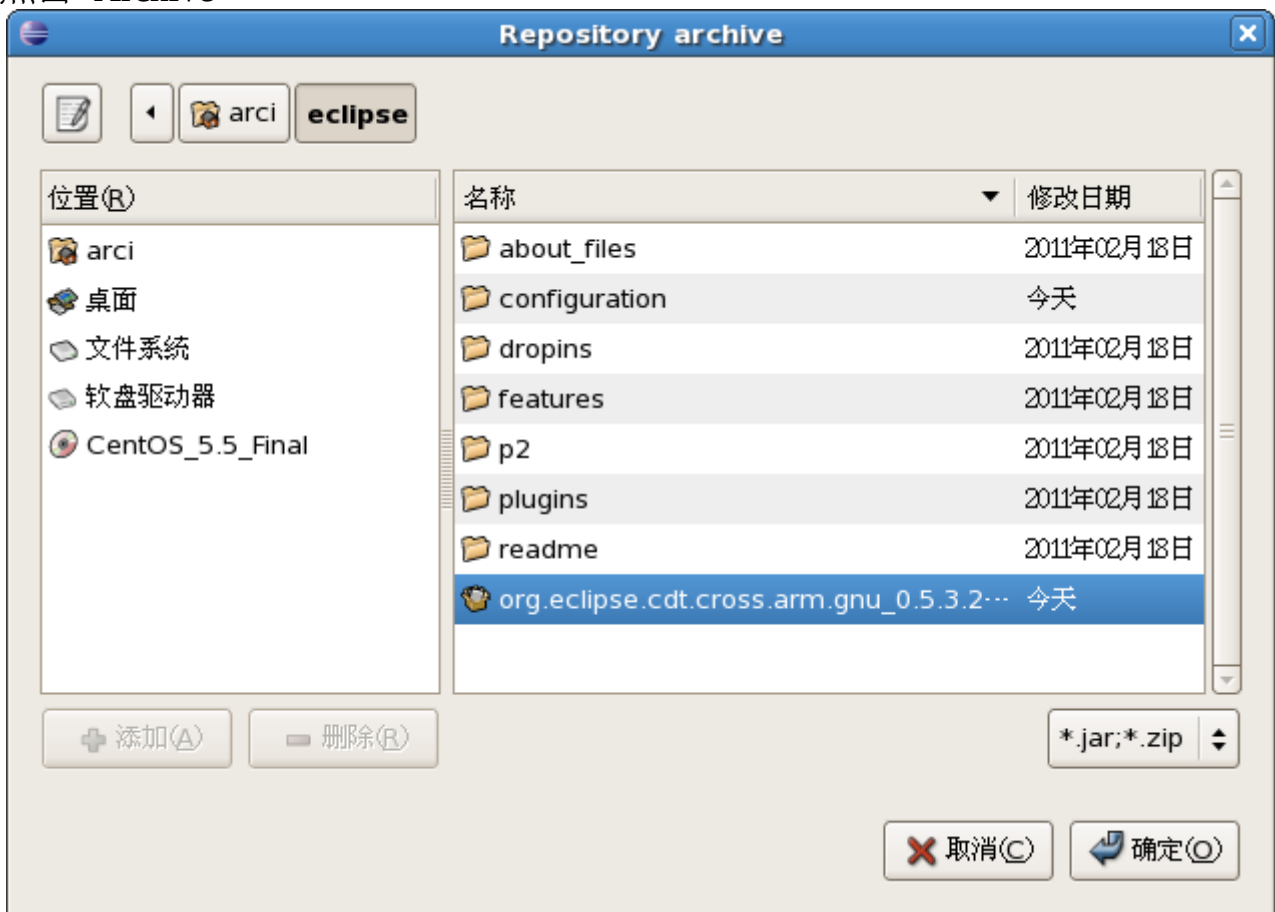 Repository archive
arci eclipse
位置(R)
arci
桌面
文件系统
软盘驱动器
CentOS_5.5_Final
名称 修改日期
about_files 2011年02月18日
configuration 今天
dropins 2011年02月18日
features 2011年02月18日
p2 2011年02月18日
plugins 2011年02月18日
readme 2011年02月18日
org.eclipse.cdt.cross.arm.gnu_0.5.3.2… 今天
添加(A) 删除(R)
*.jar;*.zip
取消(C) 确定(O)